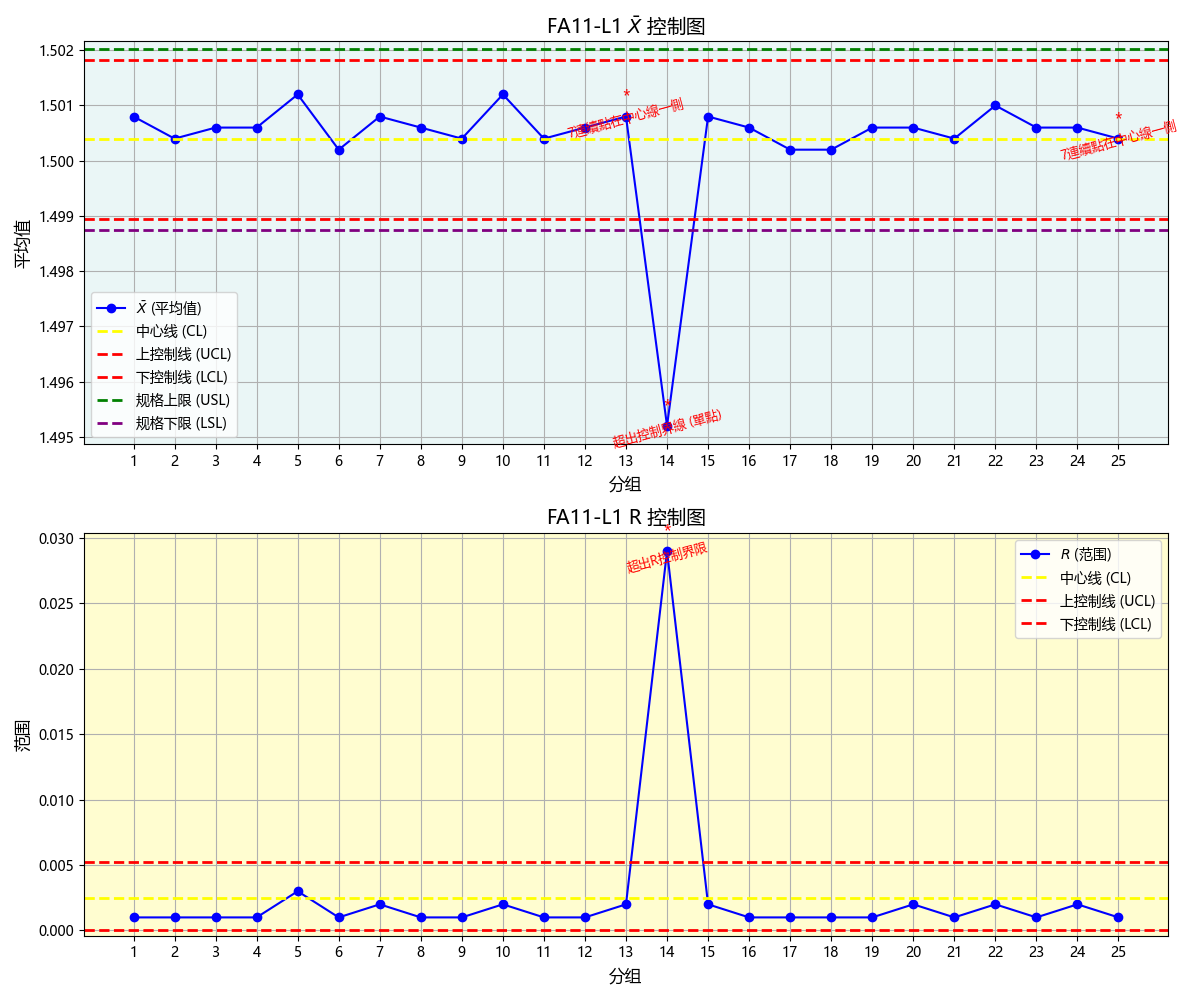 FA11-L1 X̄ 控制图
1.502
1.501
1.500
1.499
1.498
1.497
1.496
1.495
平均值
*
7連續點在中心線一側
*
7連續點在中心線一側
*
超出控制界線 (單點)
X̄ (平均值)
中心线 (CL)
上控制线 (UCL)
下控制线 (LCL)
规格上限 (USL)
规格下限 (LSL)
1 2 3 4 5 6 7 8 9 10 11 12 13 14 15 16 17 18 19 20 21 22 23 24 25
分组
FA11-L1 R 控制图
0.030
0.025
0.020
0.015
0.010
0.005
0.000
范围
*
超出R控制界限
R (范围)
中心线 (CL)
上控制线 (UCL)
下控制线 (LCL)
1 2 3 4 5 6 7 8 9 10 11 12 13 14 15 16 17 18 19 20 21 22 23 24 25
分组